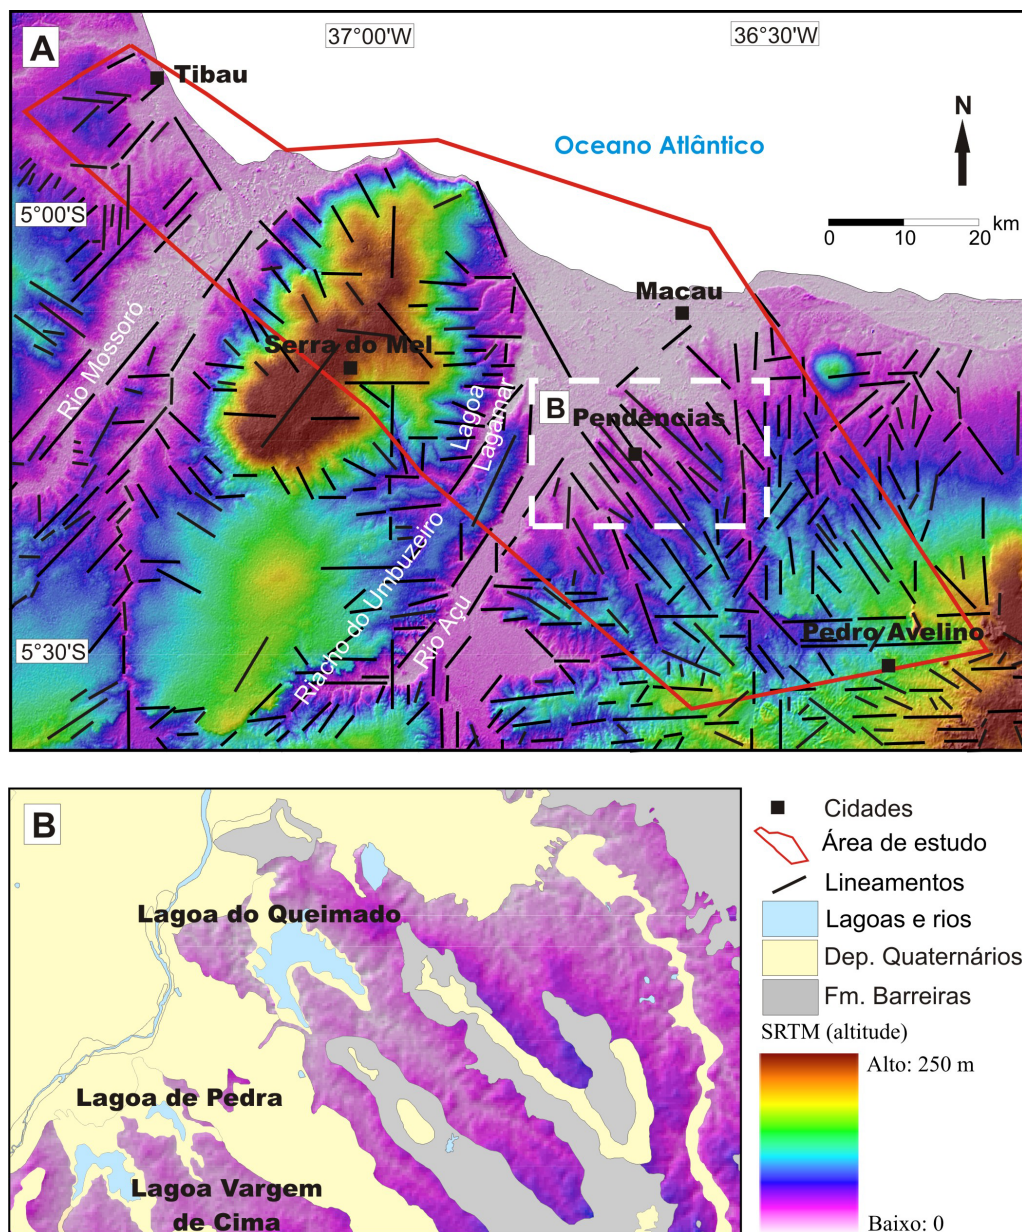 A
37°00'W
36°30'W
Tibau
N
Oceano Atlântico
5°00'S
km
0 10 20
Macau
Rio Mossoró
Serra do Mel
Lagoa
Lagamar
B
Pendências
Riacho do Umbuzeiro
Rio Açu
5°30'S
Pedro Avelino
B
Lagoa do Queimado
Lagoa de Pedra
Lagoa Vargem
de Cima
Cidades
Área de estudo
Lineamentos
Lagoas e rios
Dep. Quaternários
Fm. Barreiras
SRTM (altitude)
Alto: 250 m
Baixo: 0